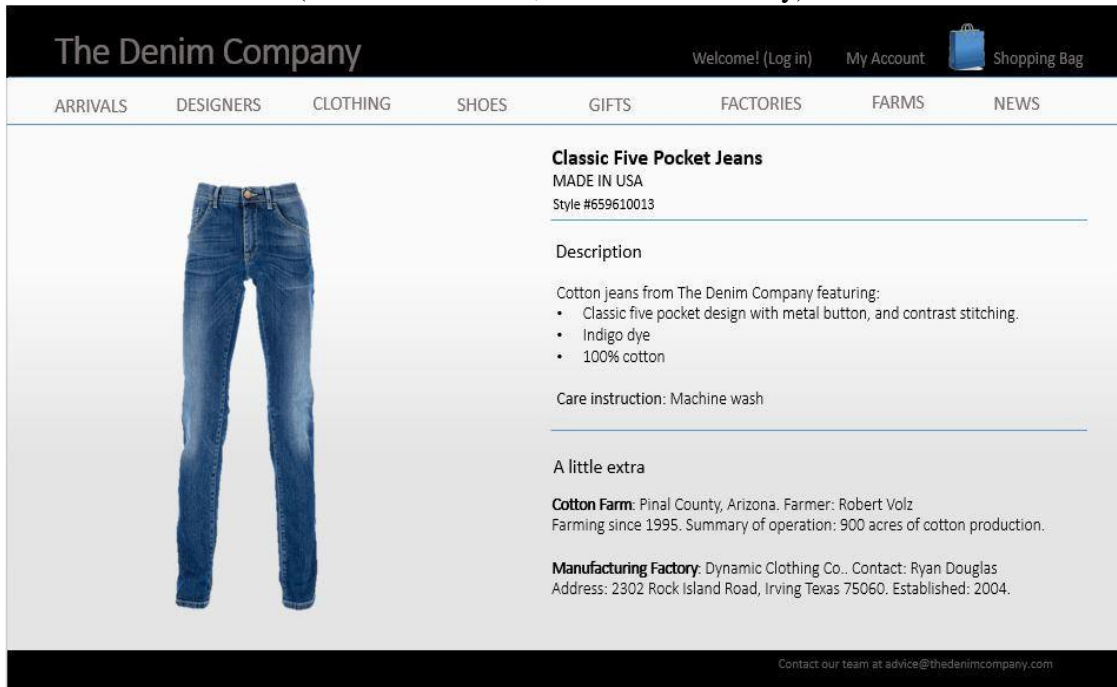 The Denim Company
Welcome! (Log in) My Account Shopping Bag
ARRIVALS DESIGNERS CLOTHING SHOES GIFTS FACTORIES FARMS NEWS
Classic Five Pocket Jeans
MADE IN USA
Style #659610013
Description
Cotton jeans from The Denim Company featuring:
• Classic five pocket design with metal button, and contrast stitching.
• Indigo dye
• 100% cotton
Care instruction: Machine wash
A little extra
Cotton Farm: Pinal County, Arizona. Farmer: Robert Volz
Farming since 1995. Summary of operation: 900 acres of cotton production.
Manufacturing Factory: Dynamic Clothing Co.. Contact: Ryan Douglas
Address: 2302 Rock Island Road, Irving Texas 75060. Established: 2004.
Contact our team at advice@thedenimcompany.com